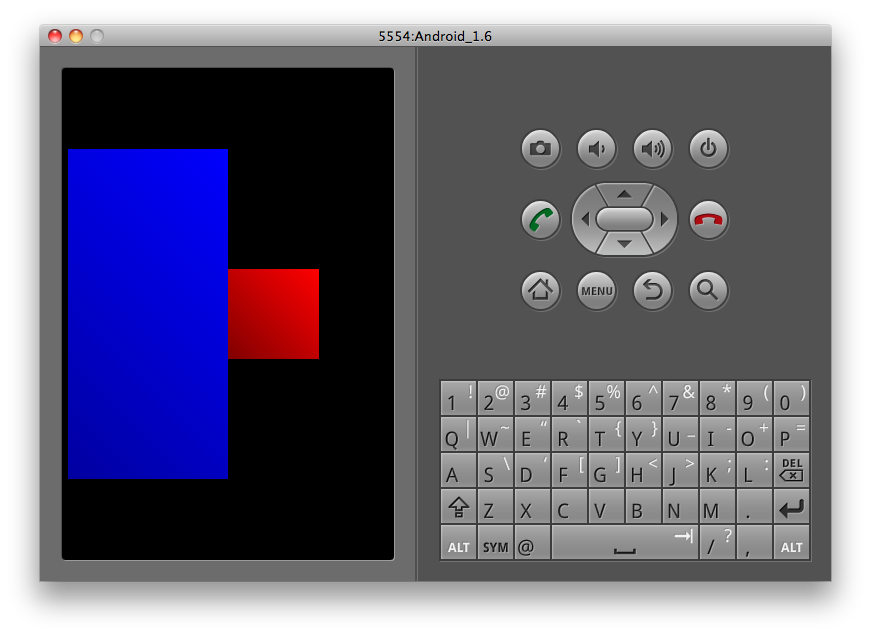 5554:Android_1.6
MENU
1 ! 2 @ 3 # 4 $ 5 % 6 ^ 7 & 8 * 9 ( 0 )
Q | W ~ E “ R ` T { Y } U _ I - O + P =
A S \ D ‘ F [ G ] H < J > K ; L : DEL
Z X C V B N M .
ALT SYM @ / ? , ALT